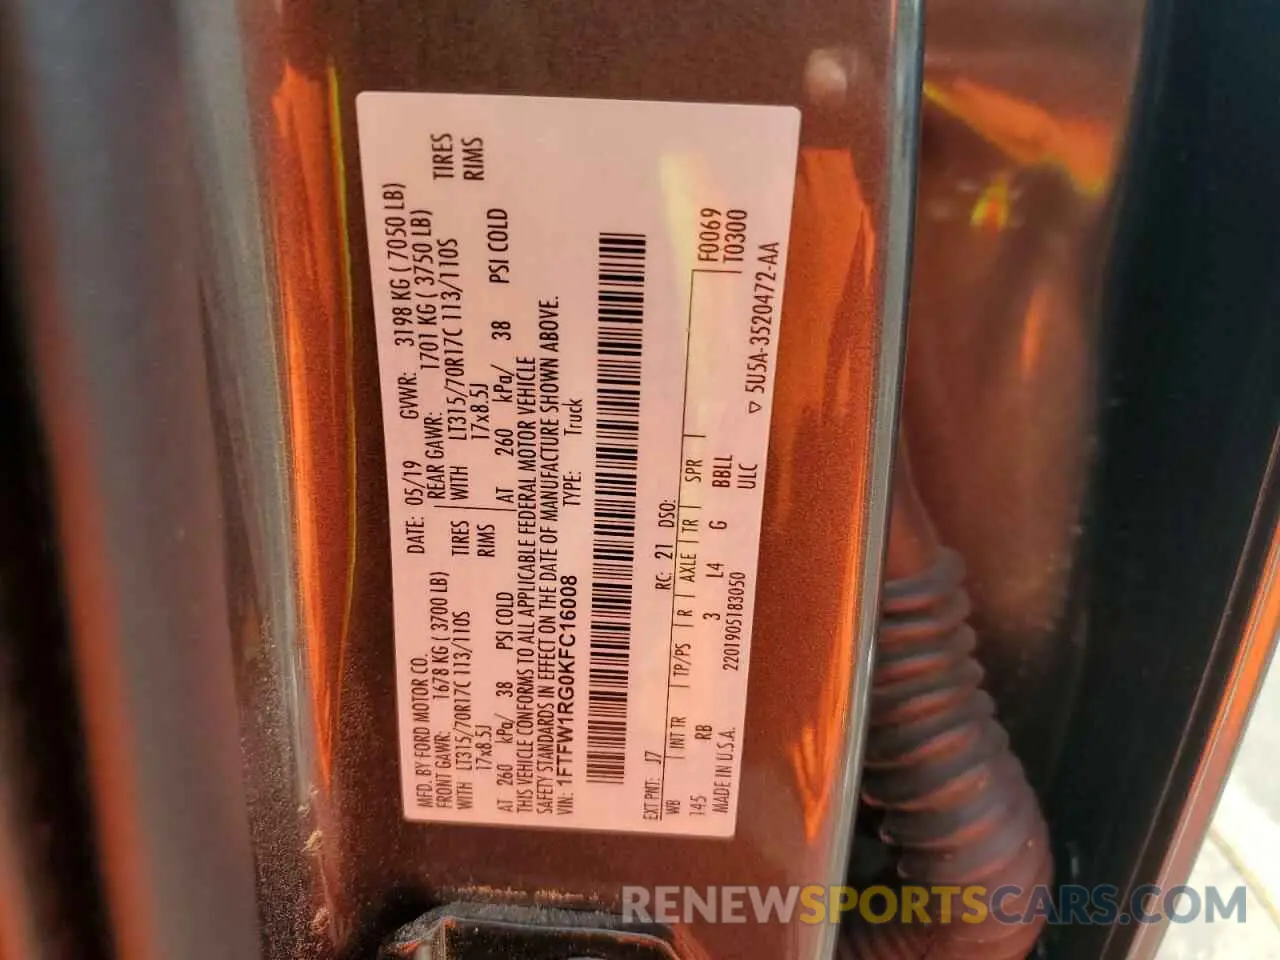 MFD. BY FORD MOTOR CO.
DATE: 05/19 GVWR: 3198 KG ( 7050 LB)
FRONT GAWR: 1678 KG ( 3700 LB) REAR GAWR: 1701 KG ( 3750 LB)
WITH LT315/70R17C 113/110S TIRES WITH LT315/70R17C 113/110S TIRES
17x8.5J RIMS 17x8.5J RIMS
AT 260 kPa/ 38 PSI COLD AT 260 kPa/ 38 PSI COLD
THIS VEHICLE CONFORMS TO ALL APPLICABLE FEDERAL MOTOR VEHICLE
SAFETY STANDARDS IN EFFECT ON THE DATE OF MANUFACTURE SHOWN ABOVE.
VIN: 1FTFW1RG0KFC16008 TYPE: Truck
EXT PNT: J7 RC: 21 DSO: F0069
WB INT TR TP/PS R AXLE TR SPR T0300
145 RB 3 L4 G BBLL
MADE IN U.S.A. 2201905183050 ULC ▽ 5U5A-3520472-AA
RENEWSPORTSCARS.COM